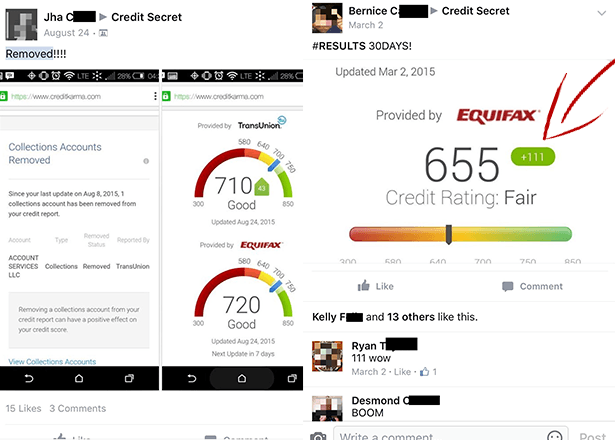 Jha C ▶ Credit Secret
August 24
Removed!!!!
LTE 28% 04:
https://www.creditkarma.com
Collections Accounts
Removed
Since your last update on Aug 8, 2015, 1
collections account has been removed from
your credit report.
Account Type Removed Status Reported By
ACCOUNT SERVICES LLC Collections Removed TransUnion
Removing a collections account from your
credit report can have a positive effect on
your credit score.
View Collections Accounts
LTE 28%
https://www.creditkarma.com
Provided by TransUnion
580 640 700 750
710 43
300 Good 850
Updated Aug 24, 2015
Provided by EQUIFAX
580 640 700 750
720
300 Good 850
Updated Aug 24, 2015
Next Update in 7 days
15 Likes 3 Comments
Like Comment
Bernice C ▶ Credit Secret
March 2
#RESULTS 30DAYS!
Updated Mar 2, 2015
Provided by EQUIFAX
655 +111
Credit Rating: Fair
300 580 640 700 750 850
Like Comment
Kelly F and 13 others like this.
Ryan T
111 wow
March 2 · Like · 1
Desmond C
BOOM
Write a comment
Post